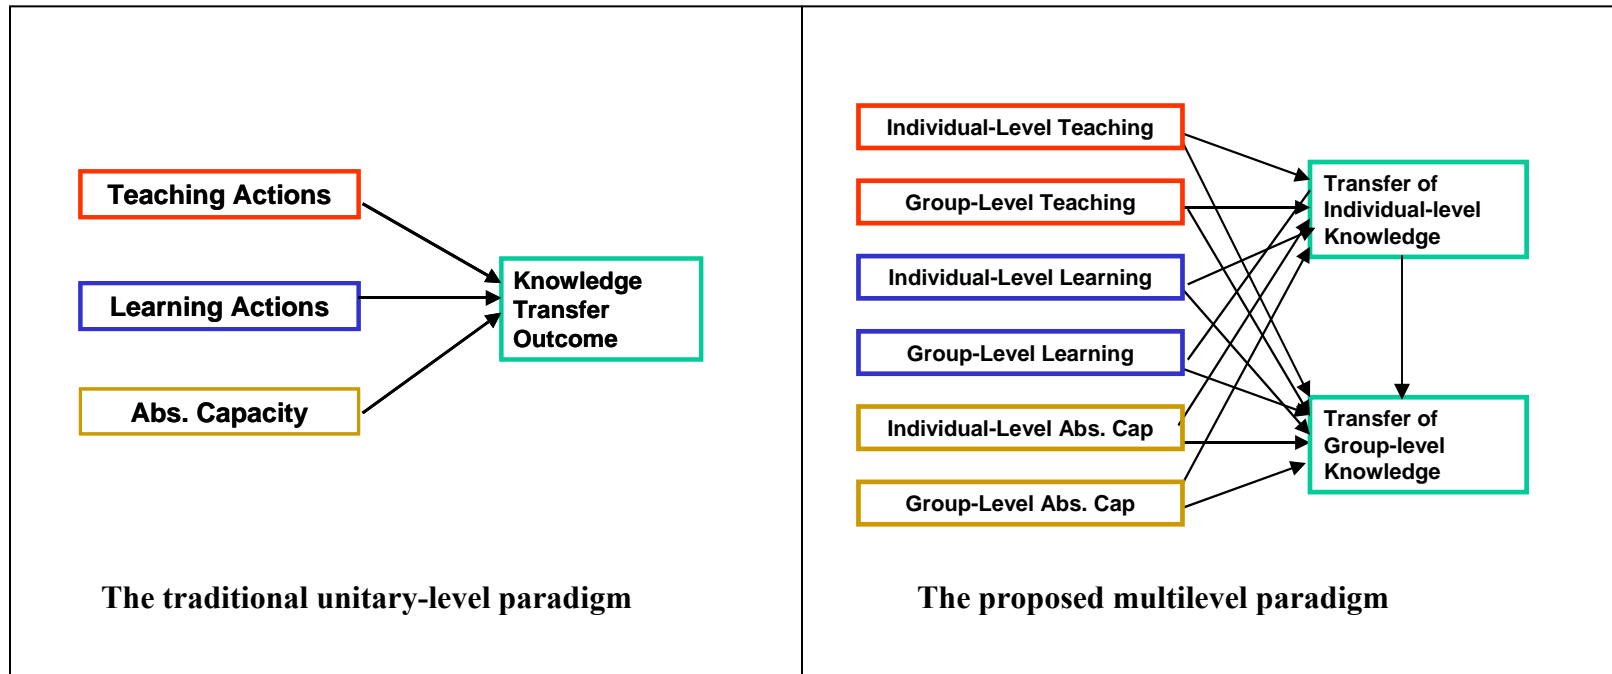 Teaching Actions
Learning Actions
Abs. Capacity
Knowledge
Transfer
Outcome
The traditional unitary-level paradigm
Individual-Level Teaching
Group-Level Teaching
Individual-Level Learning
Group-Level Learning
Individual-Level Abs. Cap
Group-Level Abs. Cap
Transfer of
Individual-level
Knowledge
Transfer of
Group-level
Knowledge
The proposed multilevel paradigm